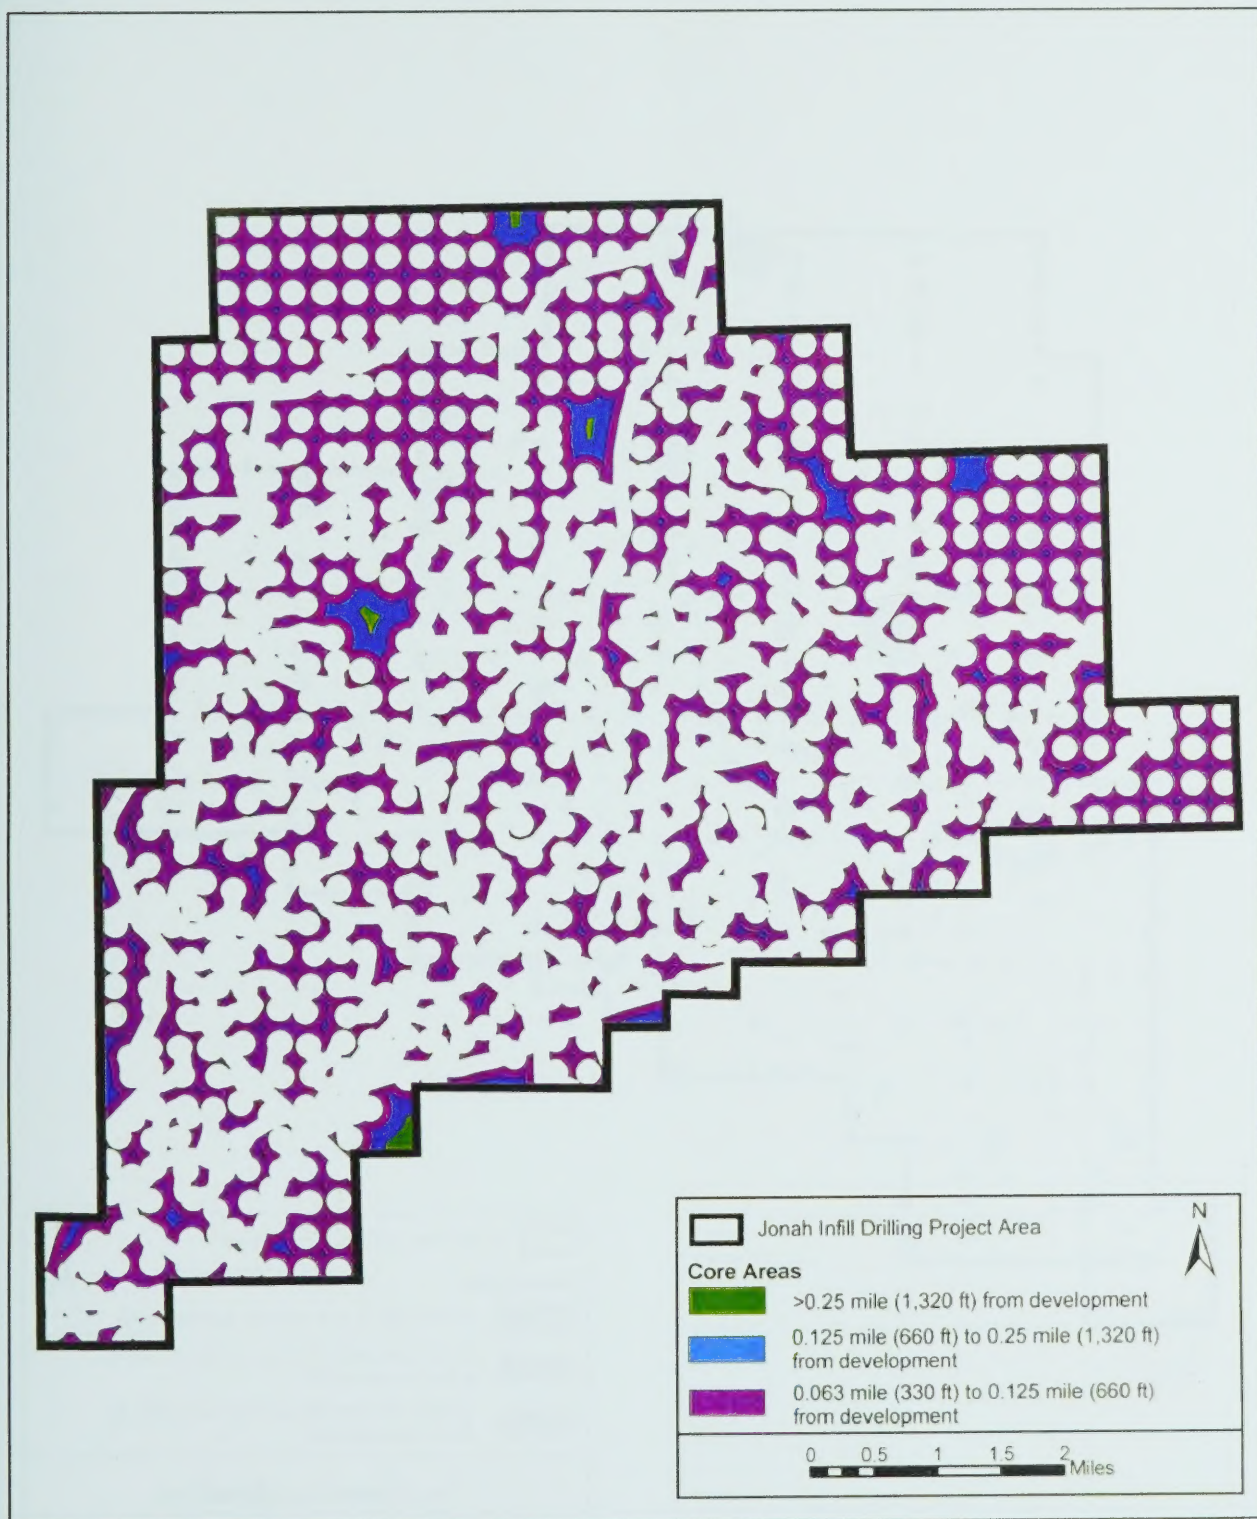 Jonah Infill Drilling Project Area
N
Core Areas
>0.25 mile (1,320 ft) from development
0.125 mile (660 ft) to 0.25 mile (1,320 ft)
from development
0.063 mile (330 ft) to 0.125 mile (660 ft)
from development
0 0.5 1 1.5 2
Miles